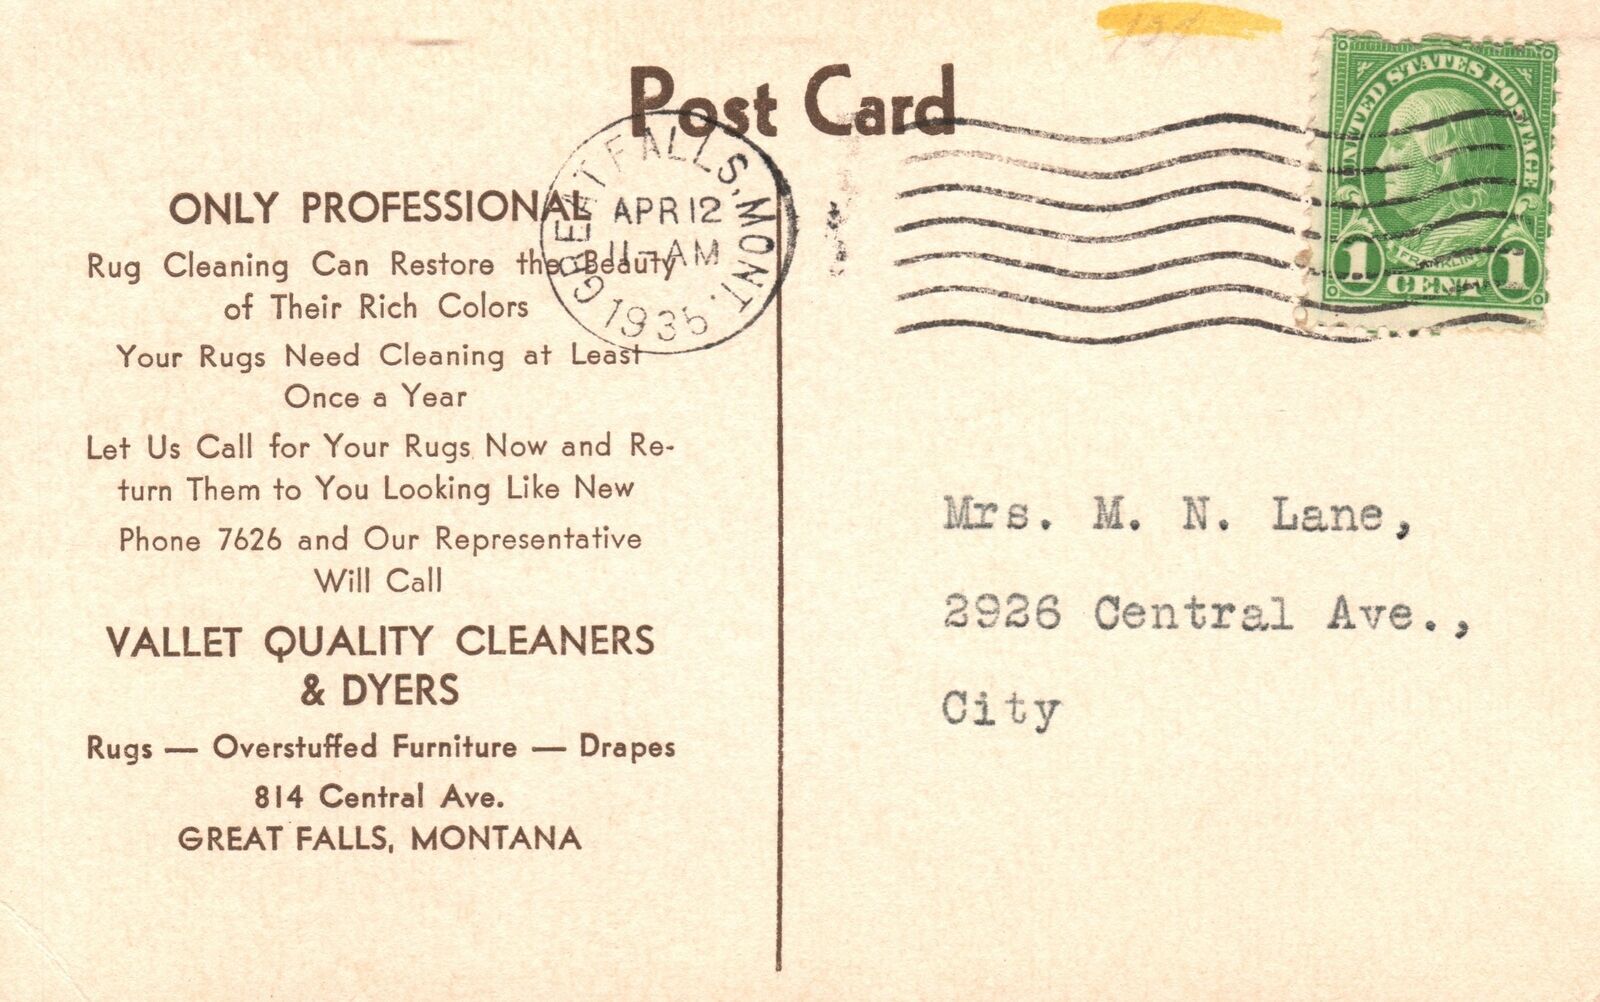 Post Card
ONLY PROFESSIONAL
Rug Cleaning Can Restore the Beauty
of Their Rich Colors
Your Rugs Need Cleaning at Least
Once a Year
Let Us Call for Your Rugs Now and Re-
turn Them to You Looking Like New
Phone 7626 and Our Representative
Will Call
VALLET QUALITY CLEANERS
& DYERS
Rugs — Overstuffed Furniture — Drapes
814 Central Ave.
GREAT FALLS, MONTANA
GREAT FALLS, MONT.
APR 12
11-AM
1935
UNITED STATES POSTAGE
FRANKLIN
1 CENT 1
Mrs. M. N. Lane,
2926 Central Ave.,
City